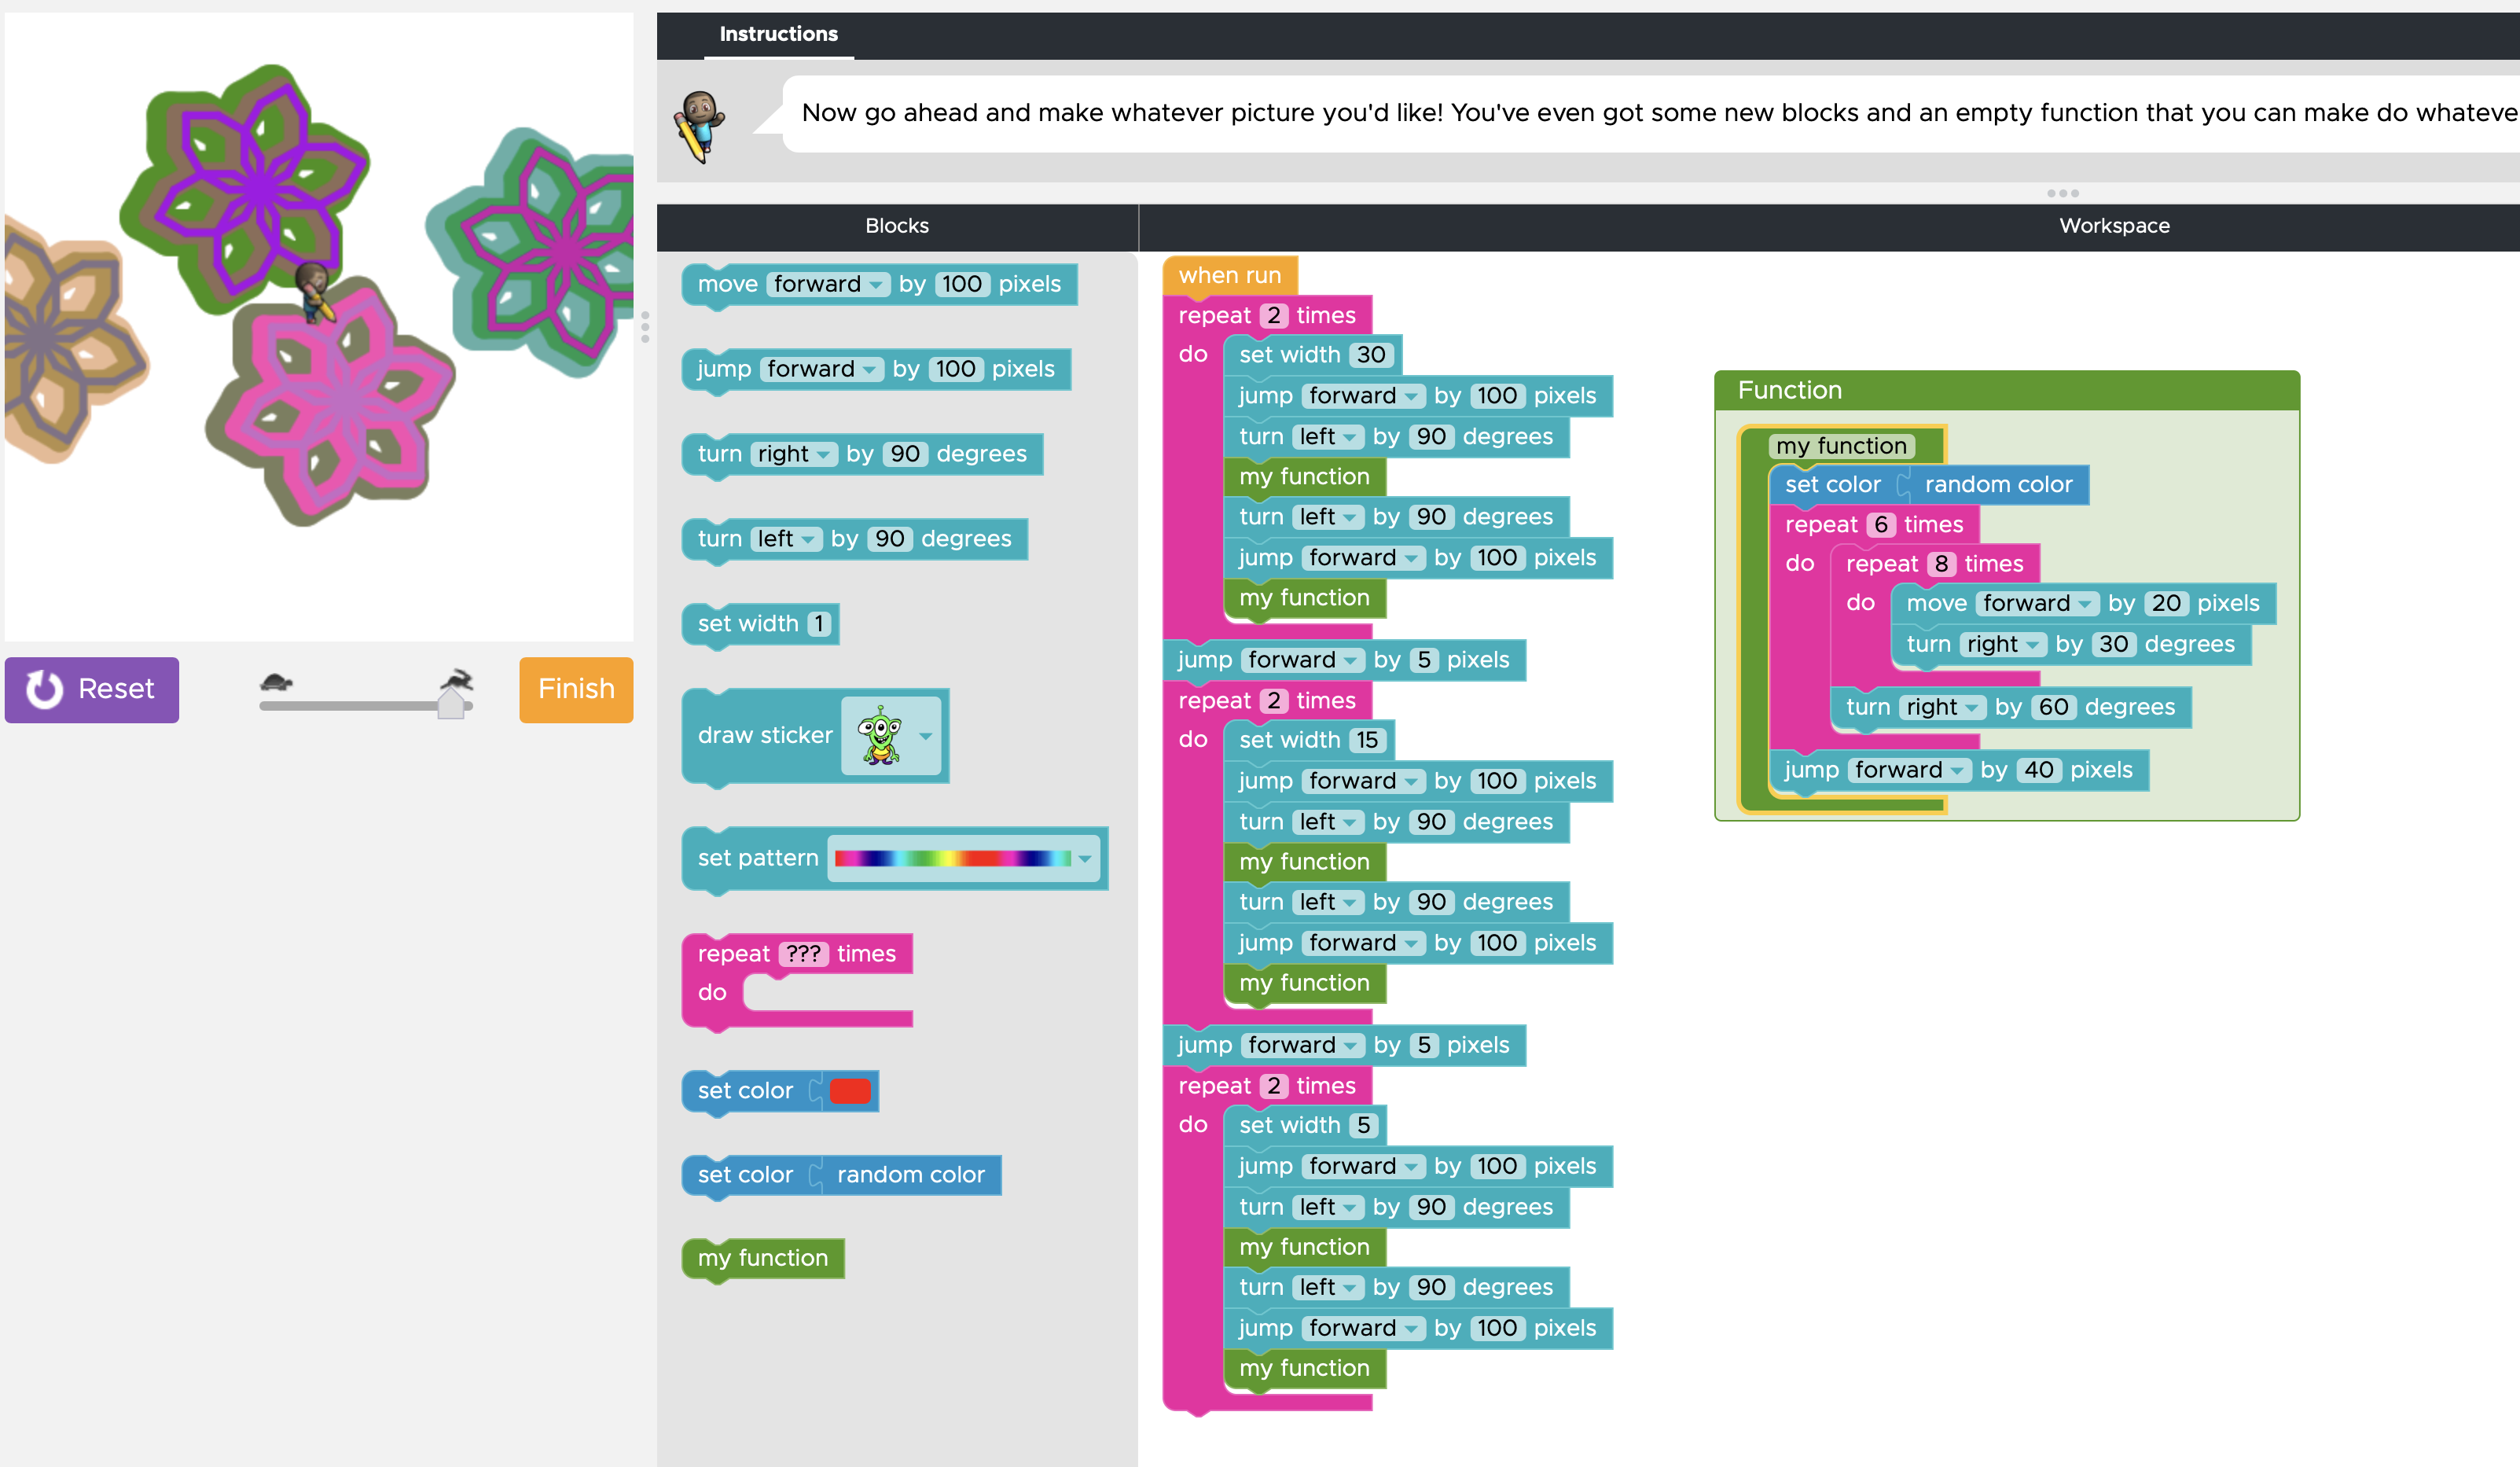 Instructions
Now go ahead and make whatever picture you'd like! You've even got some new blocks and an empty function that you can make do whateve
Blocks
Workspace
Reset
Finish
move forward by 100 pixels
jump forward by 100 pixels
turn right by 90 degrees
turn left by 90 degrees
set width 1
draw sticker
set pattern
repeat ??? times
do
set color
set color random color
my function
when run
repeat 2 times
do set width 30
jump forward by 100 pixels
turn left by 90 degrees
my function
turn left by 90 degrees
jump forward by 100 pixels
my function
jump forward by 5 pixels
repeat 2 times
do set width 15
jump forward by 100 pixels
turn left by 90 degrees
my function
turn left by 90 degrees
jump forward by 100 pixels
my function
jump forward by 5 pixels
repeat 2 times
do set width 5
jump forward by 100 pixels
turn left by 90 degrees
my function
turn left by 90 degrees
jump forward by 100 pixels
my function
Function
my function
set color random color
repeat 6 times
do repeat 8 times
do move forward by 20 pixels
turn right by 30 degrees
turn right by 60 degrees
jump forward by 40 pixels